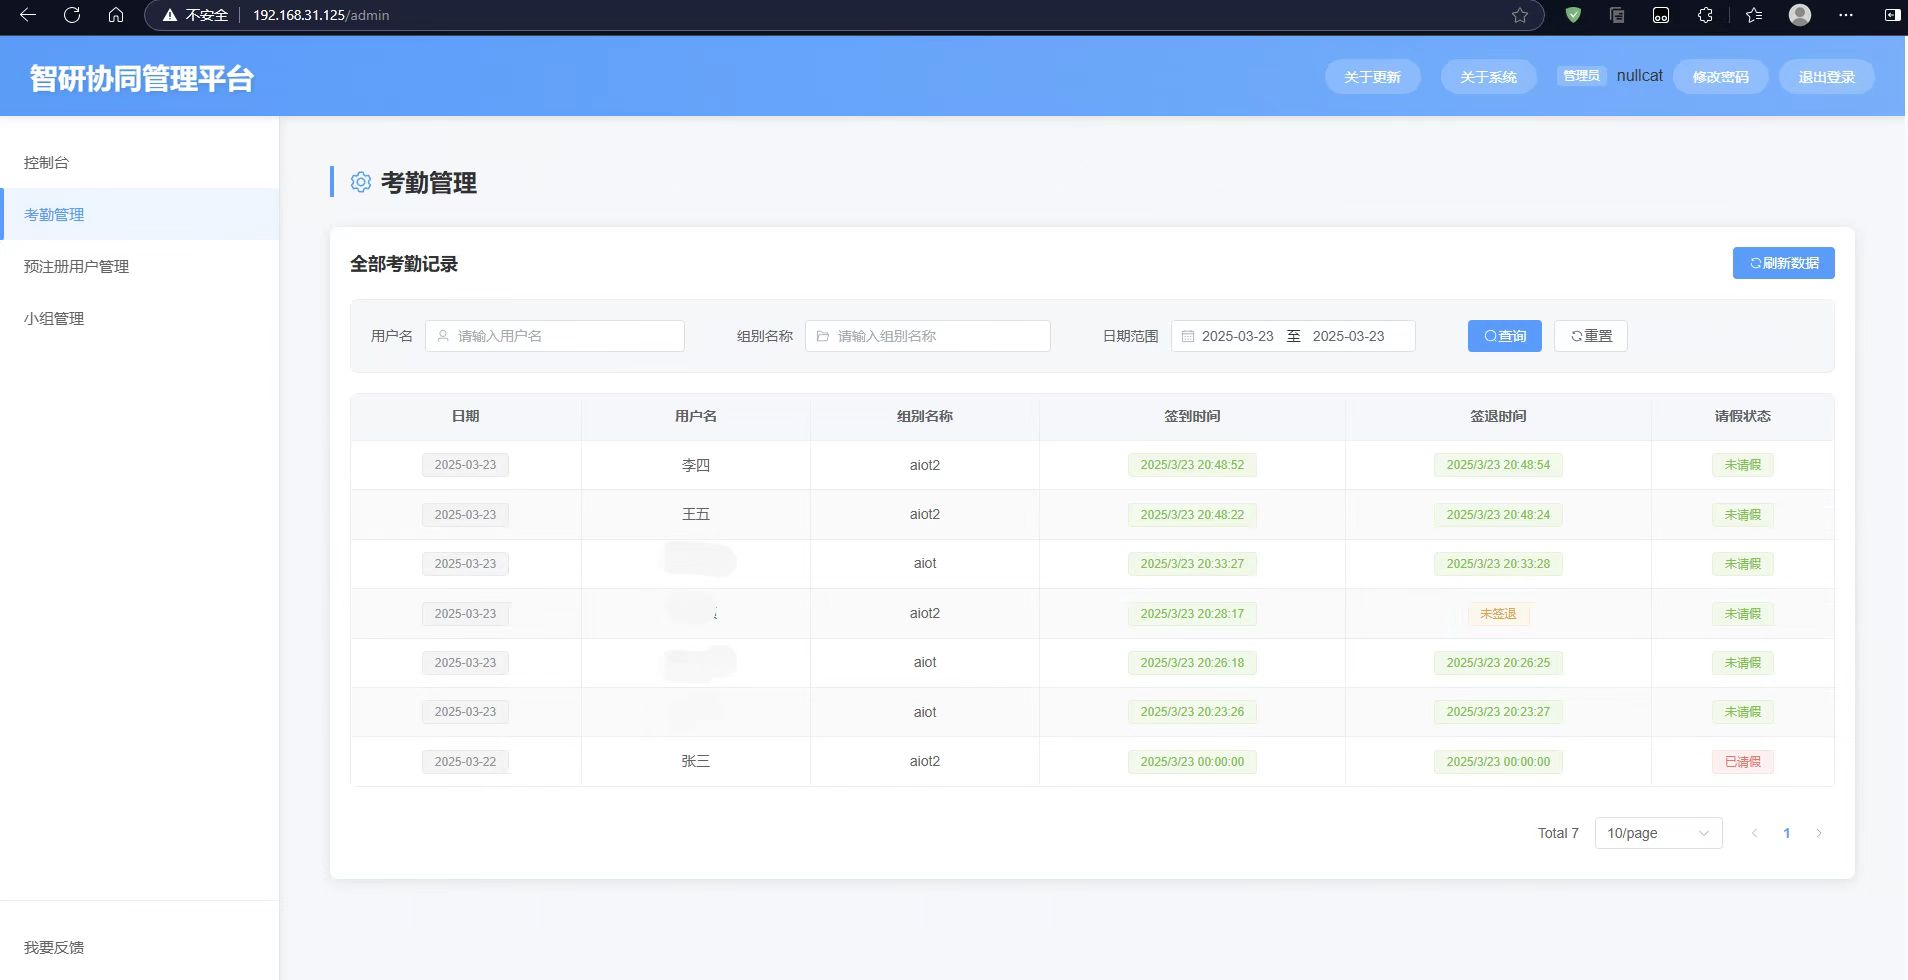 不安全 192.168.31.125/admin
智研协同管理平台 关于更新 关于系统 管理员 nullcat 修改密码 退出登录
控制台
考勤管理
预注册用户管理
小组管理
我要反馈
考勤管理
全部考勤记录 刷新数据
用户名 请输入用户名 组别名称 请输入组别名称 日期范围 2025-03-23 至 2025-03-23 查询 重置
日期 用户名 组别名称 签到时间 签退时间 请假状态
2025-03-23 李四 aiot2 2025/3/23 20:48:52 2025/3/23 20:48:54 未请假
2025-03-23 王五 aiot2 2025/3/23 20:48:22 2025/3/23 20:48:24 未请假
2025-03-23 aiot 2025/3/23 20:33:27 2025/3/23 20:33:28 未请假
2025-03-23 aiot2 2025/3/23 20:28:17 未签退 未请假
2025-03-23 aiot 2025/3/23 20:26:18 2025/3/23 20:26:25 未请假
2025-03-23 aiot 2025/3/23 20:23:26 2025/3/23 20:23:27 未请假
2025-03-22 张三 aiot2 2025/3/23 00:00:00 2025/3/23 00:00:00 已请假
Total 7 10/page 1